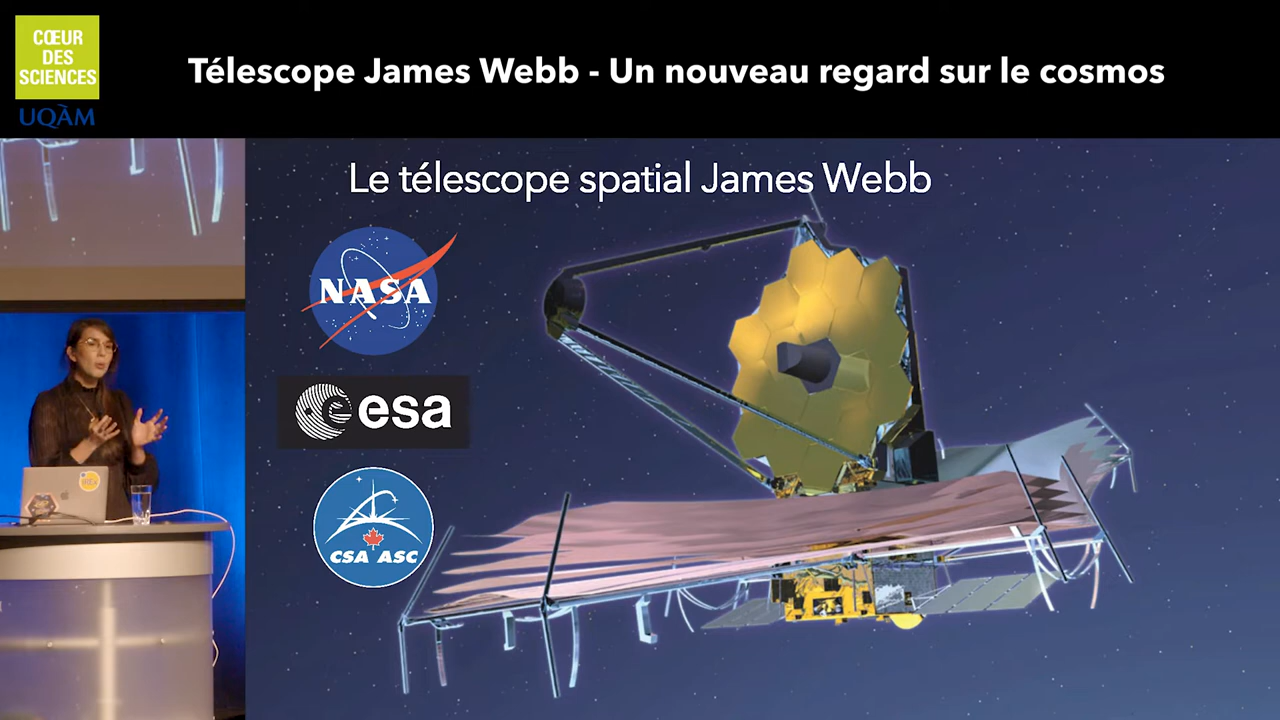 CŒUR
DES
SCIENCES
UQÀM
Télescope James Webb - Un nouveau regard sur le cosmos
Le télescope spatial James Webb
NASA
esa
CSA ASC